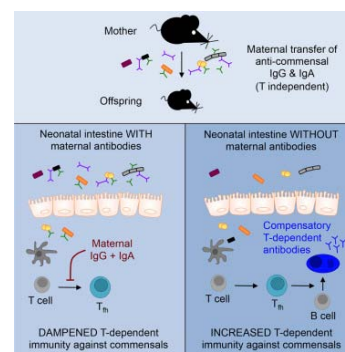 Mother
Maternal transfer of
anti-commensal
IgG & IgA
(T independent)
Offspring
Neonatal intestine WITH
maternal antibodies
Maternal
IgG + IgA
T cell
Tfh
DAMPENED T-dependent
immunity against commensals
Neonatal intestine WITHOUT
maternal antibodies
Compensatory
T-dependent
antibodies
T cell
Tfh
B cell
INCREASED T-dependent
immunity against commensals